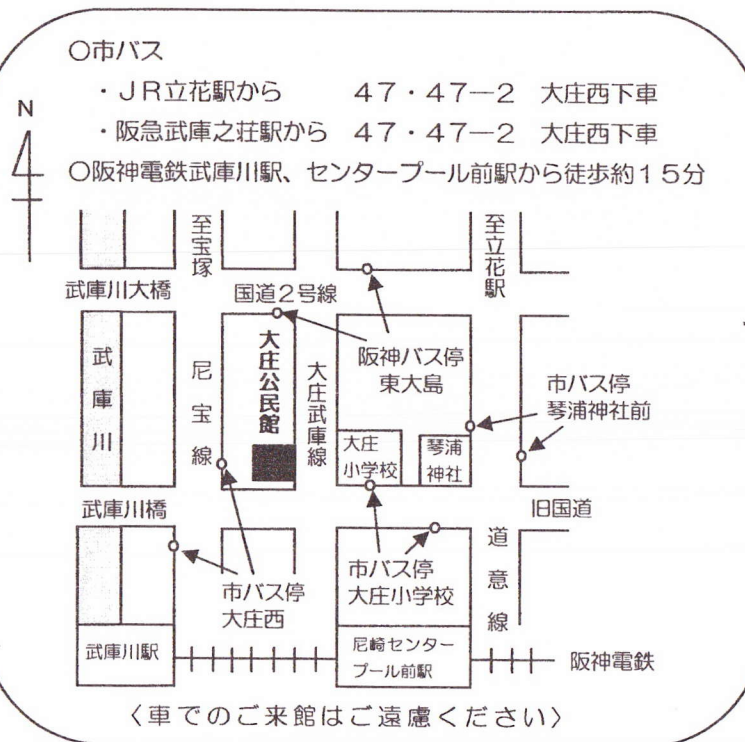 〇市バス
・JR立花駅から　47・47―2　大庄西下車
・阪急武庫之荘駅から　47・47―2　大庄西下車
〇阪神電鉄武庫川駅、センタープール前駅から徒歩約15分
N
至宝塚
至立花駅
武庫川大橋
国道2号線
武庫川
尼宝線
大庄公民館
大庄武庫線
阪神バス停
東大島
市バス停
琴浦神社前
大庄
小学校
琴浦
神社
武庫川橋
旧国道
市バス停
大庄西
市バス停
大庄小学校
道意線
武庫川駅
尼崎センター
プール前駅
阪神電鉄
〈車でのご来館はご遠慮ください〉